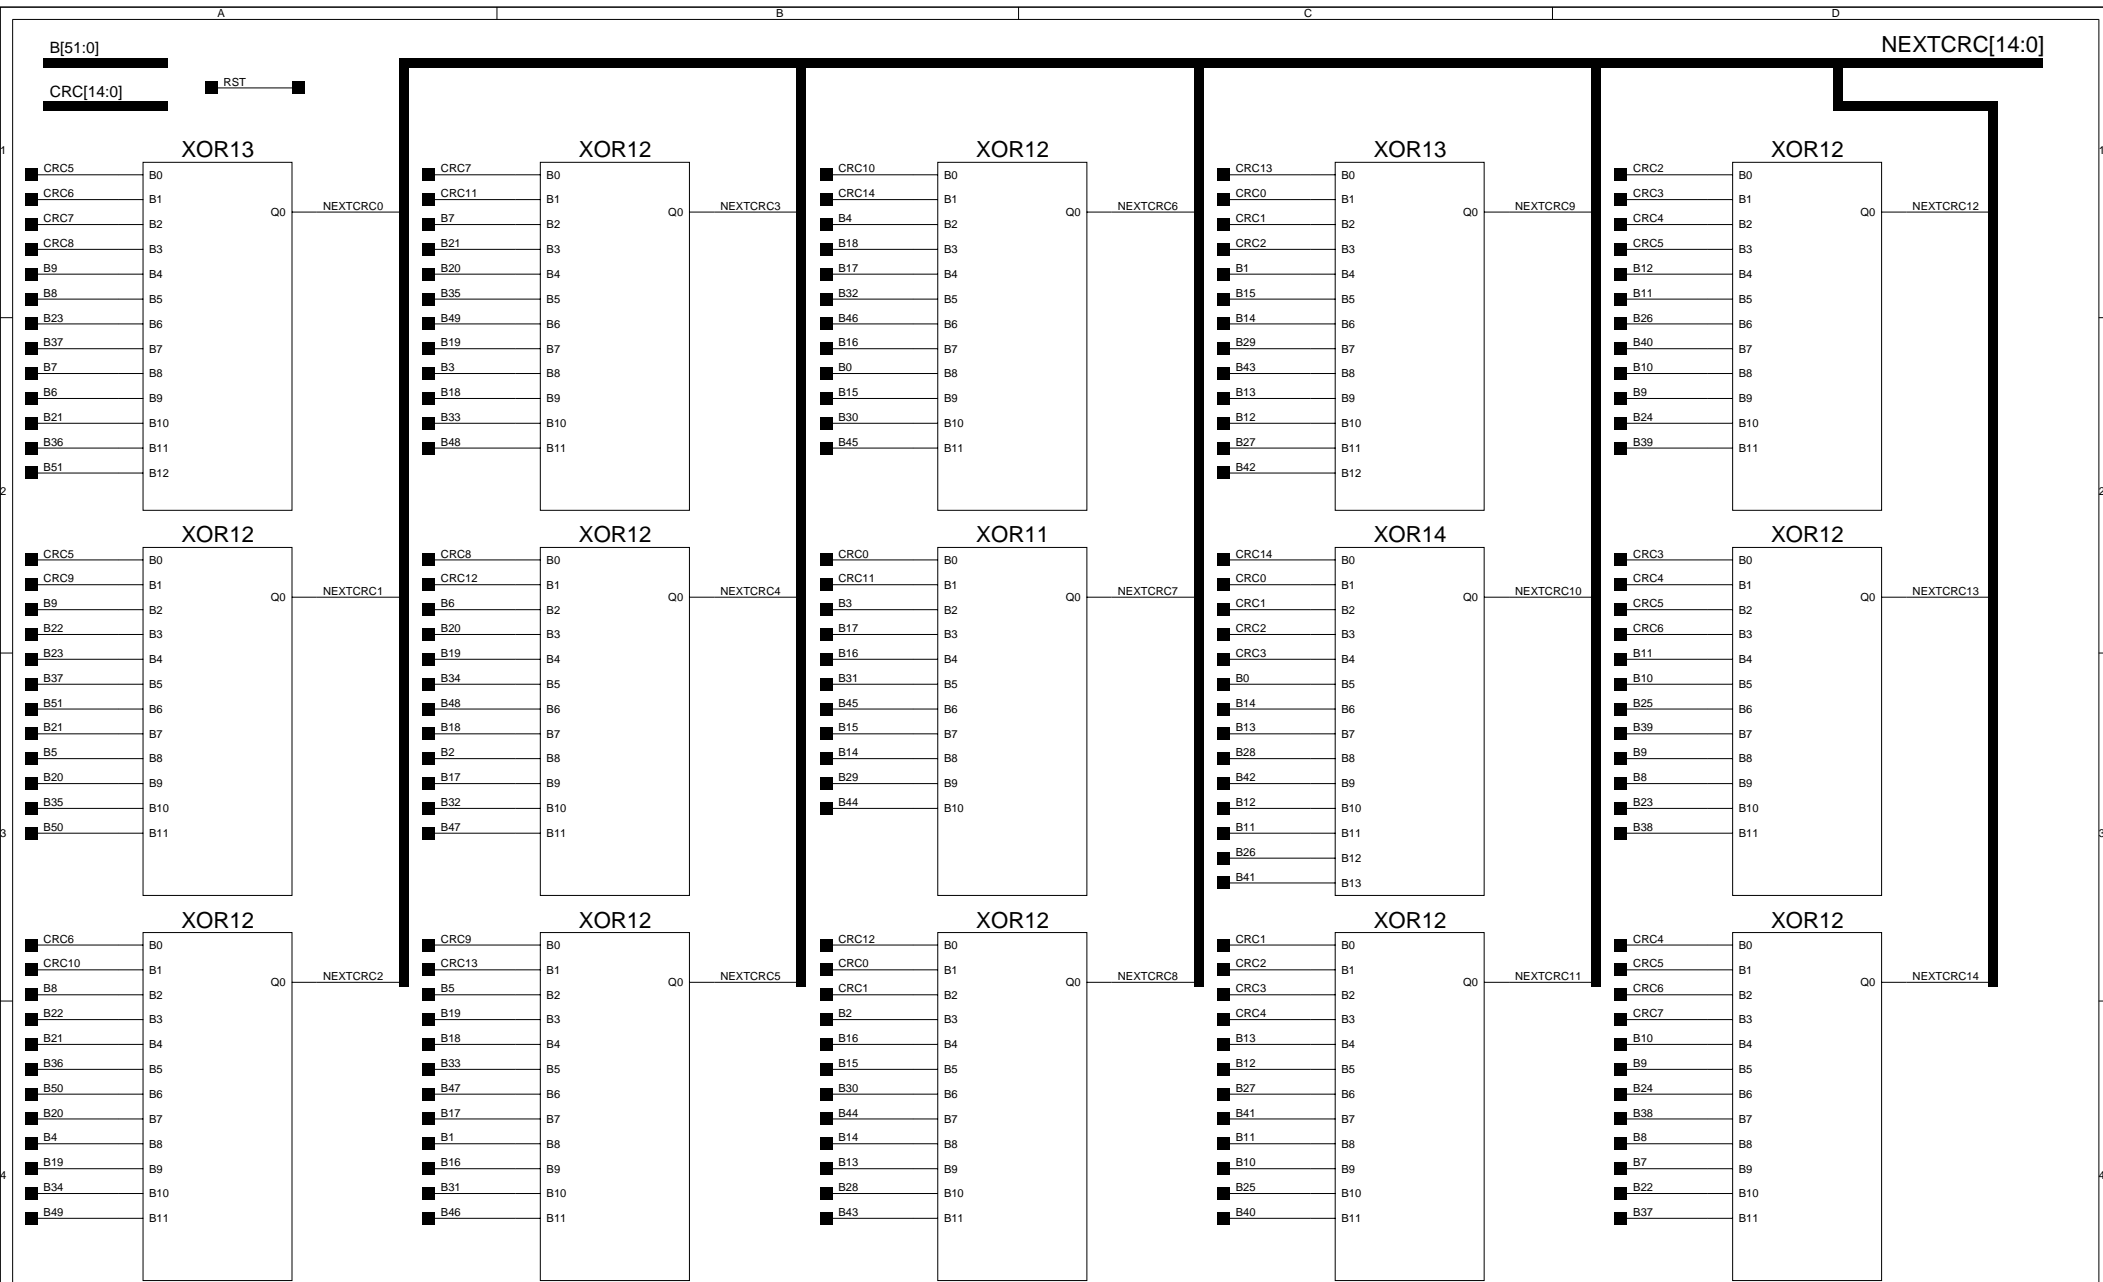 A
B
C
D
B[51:0]
CRC[14:0]
RST
NEXTCRC[14:0]
1
1
2
2
3
3
4
4
XOR13
CRC5 B0
CRC6 B1
CRC7 B2
CRC8 B3
B9 B4
B8 B5
B23 B6
B37 B7
B7 B8
B6 B9
B21 B10
B36 B11
B51 B12
Q0 NEXTCRC0
XOR12
CRC5 B0
CRC9 B1
B9 B2
B22 B3
B23 B4
B37 B5
B51 B6
B21 B7
B5 B8
B20 B9
B35 B10
B50 B11
Q0 NEXTCRC1
XOR12
CRC6 B0
CRC10 B1
B8 B2
B22 B3
B21 B4
B36 B5
B50 B6
B20 B7
B4 B8
B19 B9
B34 B10
B49 B11
Q0 NEXTCRC2
XOR12
CRC7 B0
CRC11 B1
B7 B2
B21 B3
B20 B4
B35 B5
B49 B6
B19 B7
B3 B8
B18 B9
B33 B10
B48 B11
Q0 NEXTCRC3
XOR12
CRC8 B0
CRC12 B1
B6 B2
B20 B3
B19 B4
B34 B5
B48 B6
B18 B7
B2 B8
B17 B9
B32 B10
B47 B11
Q0 NEXTCRC4
XOR12
CRC9 B0
CRC13 B1
B5 B2
B19 B3
B18 B4
B33 B5
B47 B6
B17 B7
B1 B8
B16 B9
B31 B10
B46 B11
Q0 NEXTCRC5
XOR12
CRC10 B0
CRC14 B1
B4 B2
B18 B3
B17 B4
B32 B5
B46 B6
B16 B7
B0 B8
B15 B9
B30 B10
B45 B11
Q0 NEXTCRC6
XOR11
CRC0 B0
CRC11 B1
B3 B2
B17 B3
B16 B4
B31 B5
B45 B6
B15 B7
B14 B8
B29 B9
B44 B10
Q0 NEXTCRC7
XOR12
CRC12 B0
CRC0 B1
CRC1 B2
B2 B3
B16 B4
B15 B5
B30 B6
B44 B7
B14 B8
B13 B9
B28 B10
B43 B11
Q0 NEXTCRC8
XOR13
CRC13 B0
CRC0 B1
CRC1 B2
CRC2 B3
B1 B4
B15 B5
B14 B6
B29 B7
B43 B8
B13 B9
B12 B10
B27 B11
B42 B12
Q0 NEXTCRC9
XOR14
CRC14 B0
CRC0 B1
CRC1 B2
CRC2 B3
CRC3 B4
B0 B5
B14 B6
B13 B7
B28 B8
B42 B9
B12 B10
B11 B11
B26 B12
B41 B13
Q0 NEXTCRC10
XOR12
CRC1 B0
CRC2 B1
CRC3 B2
CRC4 B3
B13 B4
B12 B5
B27 B6
B41 B7
B11 B8
B10 B9
B25 B10
B40 B11
Q0 NEXTCRC11
XOR12
CRC2 B0
CRC3 B1
CRC4 B2
CRC5 B3
B12 B4
B11 B5
B26 B6
B40 B7
B10 B8
B9 B9
B24 B10
B39 B11
Q0 NEXTCRC12
XOR12
CRC3 B0
CRC4 B1
CRC5 B2
CRC6 B3
B11 B4
B10 B5
B25 B6
B39 B7
B9 B8
B8 B9
B23 B10
B38 B11
Q0 NEXTCRC13
XOR12
CRC4 B0
CRC5 B1
CRC6 B2
CRC7 B3
B10 B4
B9 B5
B24 B6
B38 B7
B8 B8
B7 B9
B22 B10
B37 B11
Q0 NEXTCRC14